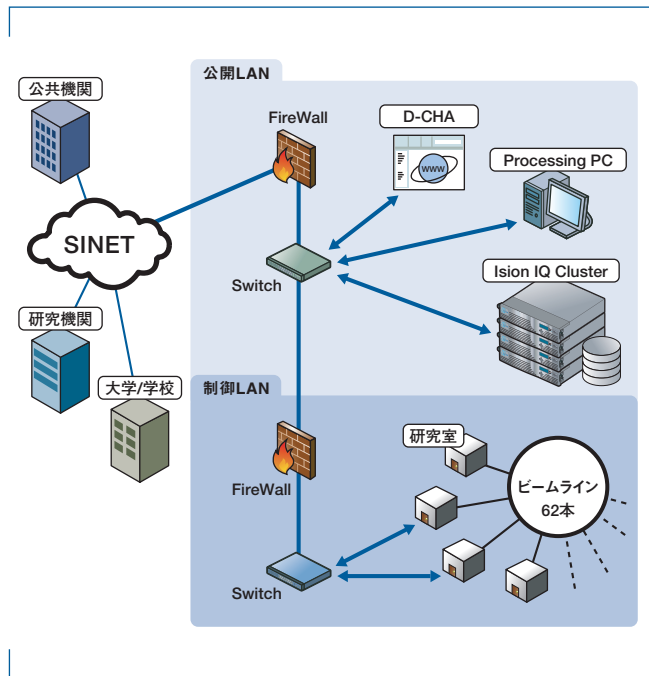 公開LAN
公共機関
FireWall
D-CHA
WWW
Processing PC
SINET
Switch
Ision IQ Cluster
研究機関
大学/学校
制御LAN
研究室
FireWall
ビームライン
62本
Switch